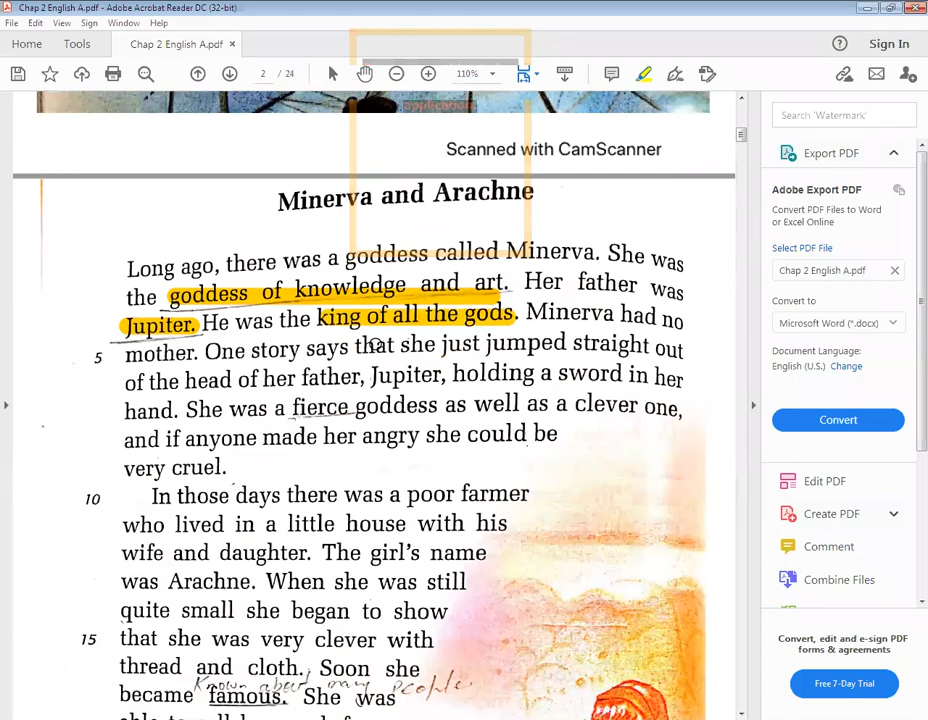 Chap 2 English A.pdf - Adobe Acrobat Reader DC (32-bit)
File Edit View Sign Window Help
Home Tools Chap 2 English A.pdf × Sign In
2 / 24 110%
application
Search 'Watermark'
Scanned with CamScanner
Export PDF
Minerva and Arachne
Adobe Export PDF
Convert PDF Files to Word
or Excel Online
Select PDF File
Chap 2 English A.pdf
Convert to
Microsoft Word (*.docx)
Document Language:
English (U.S.) Change
Convert
Long ago, there was a goddess called Minerva. She was
the goddess of knowledge and art. Her father was
Jupiter. He was the king of all the gods. Minerva had no
5 mother. One story says that she just jumped straight out
of the head of her father, Jupiter, holding a sword in her
hand. She was a fierce goddess as well as a clever one,
and if anyone made her angry she could be
very cruel.
10 In those days there was a poor farmer
who lived in a little house with his
wife and daughter. The girl's name
was Arachne. When she was still
quite small she began to show
15 that she was very clever with
thread and cloth. Soon she
Known about many people
became famous. She was
Edit PDF
Create PDF
Comment
Combine Files
Convert, edit and e-sign PDF
forms & agreements
Free 7-Day Trial